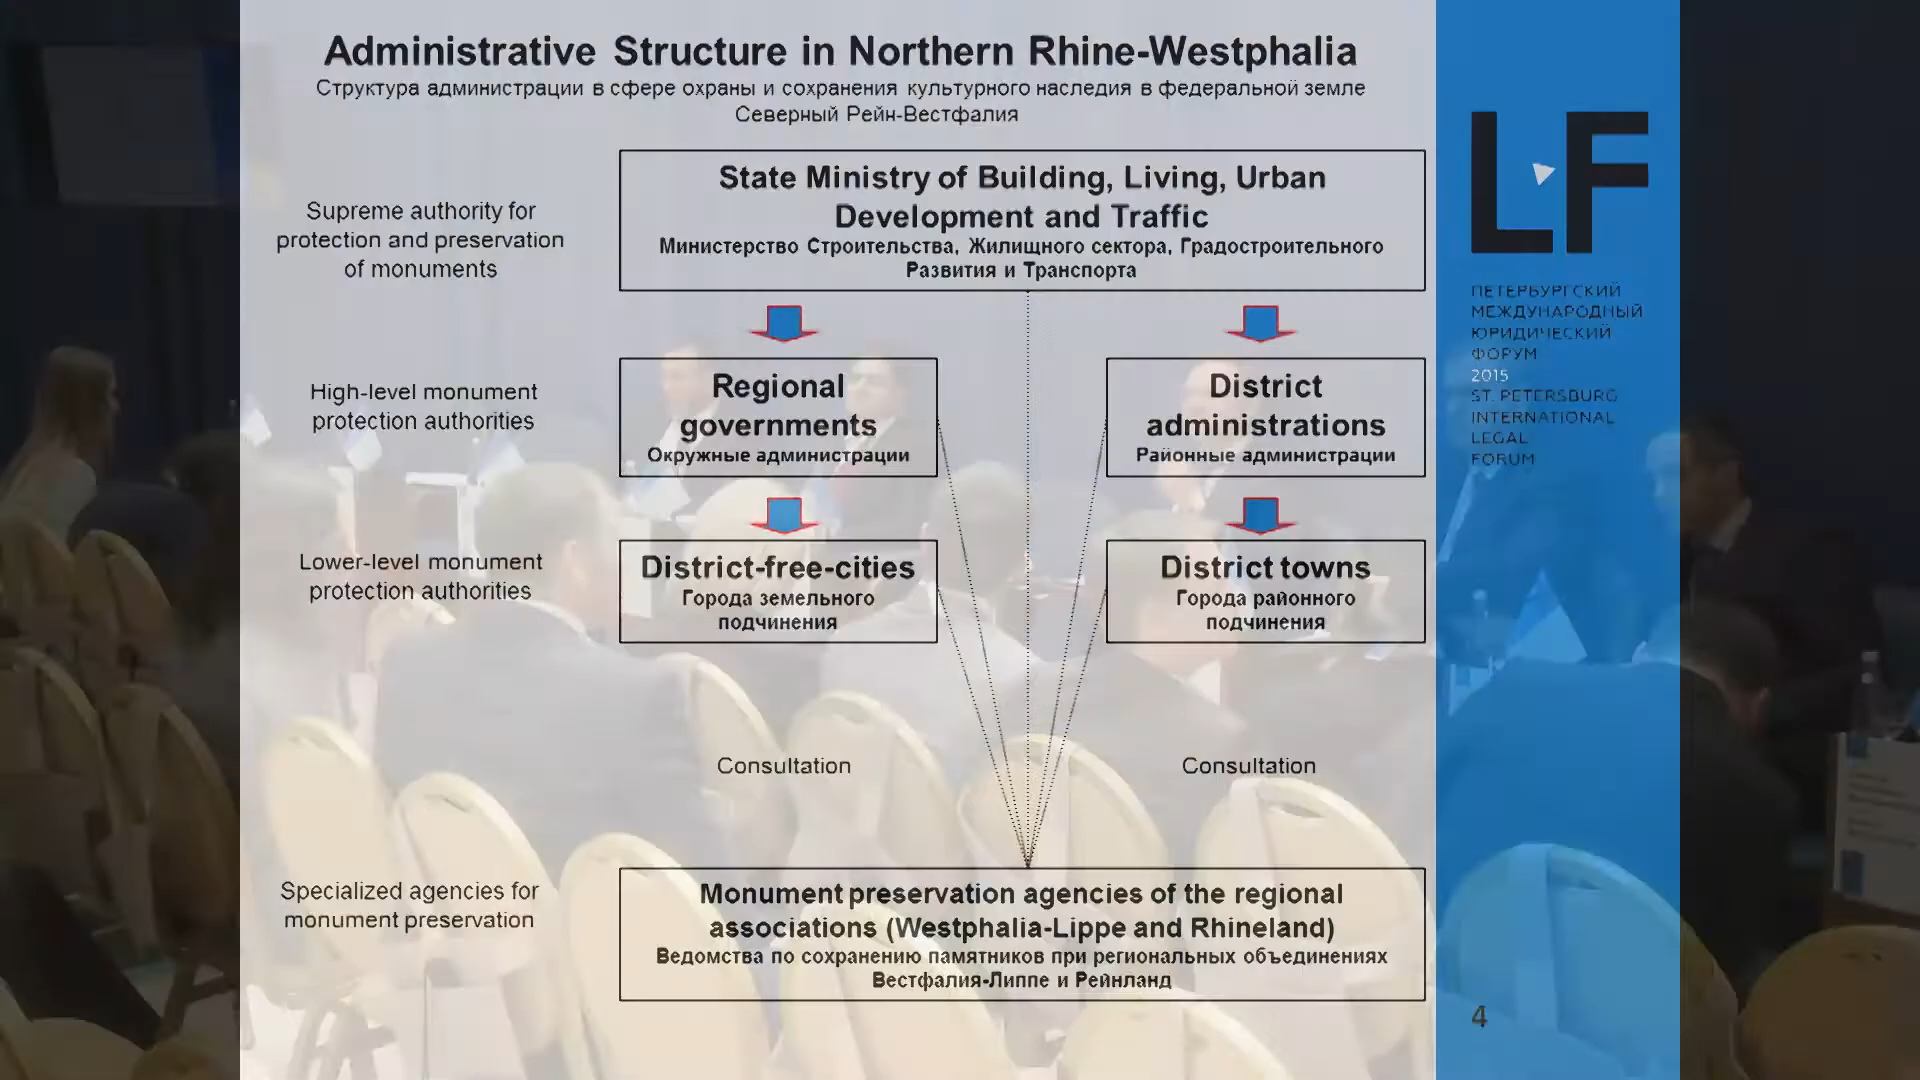 Administrative Structure in Northern Rhine-Westphalia
Структура администрации в сфере охраны и сохранения культурного наследия в федеральной земле
Северный Рейн-Вестфалия
Supreme authority for
protection and preservation
of monuments
State Ministry of Building, Living, Urban
Development and Traffic
Министерство Строительства, Жилищного сектора, Градостроительного
Развития и Транспорта
High-level monument
protection authorities
Regional
governments
Окружные администрации
District
administrations
Районные администрации
Lower-level monument
protection authorities
District-free-cities
Города земельного
подчинения
District towns
Города районного
подчинения
Consultation
Consultation
Specialized agencies for
monument preservation
Monument preservation agencies of the regional
associations (Westphalia-Lippe and Rhineland)
Ведомства по сохранению памятников при региональных объединениях
Вестфалия-Липпе и Рейнланд
LF
ПЕТЕРБУРГСКИЙ
МЕЖДУНАРОДНЫЙ
ЮРИДИЧЕСКИЙ
ФОРУМ
2015
ST. PETERSBURG
INTERNATIONAL
LEGAL
FORUM
4